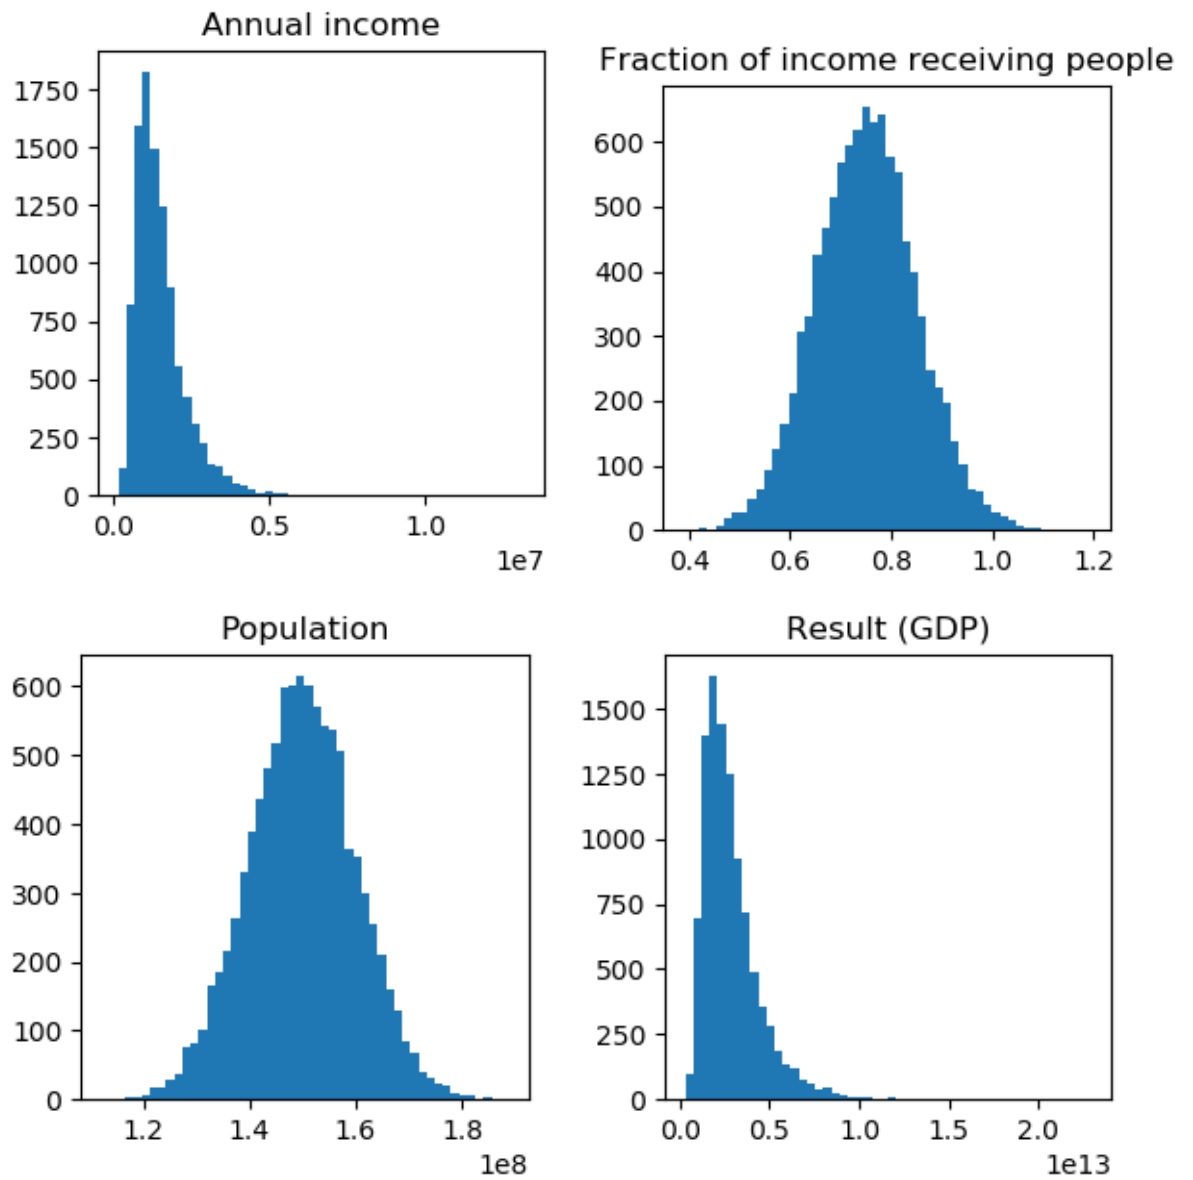 Annual income
1750
1500
1250
1000
750
500
250
0
0.0 0.5 1.0
1e7
Fraction of income receiving people
600
500
400
300
200
100
0
0.4 0.6 0.8 1.0 1.2
Population
600
500
400
300
200
100
0
1.2 1.4 1.6 1.8
1e8
Result (GDP)
1500
1250
1000
750
500
250
0
0.0 0.5 1.0 1.5 2.0
1e13